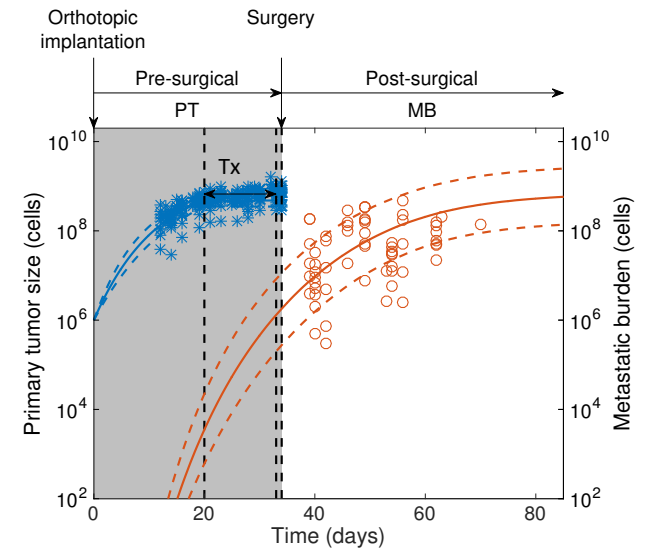 Orthotopic
implantation
Surgery
Pre-surgical
Post-surgical
PT
MB
Tx
10^10
10^8
10^6
10^4
10^2
Primary tumor size (cells)
10^10
10^8
10^6
10^4
10^2
Metastatic burden (cells)
0
20
40
60
80
Time (days)